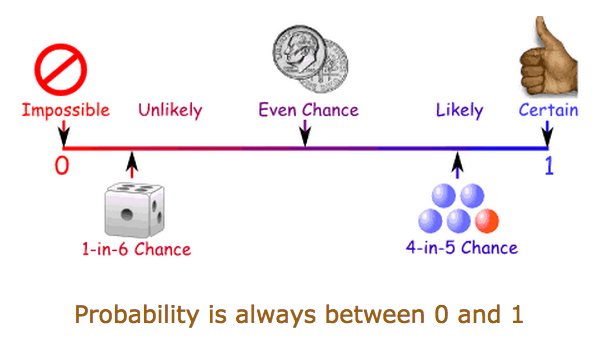 Impossible Unlikely Even Chance Likely Certain
0 1
1-in-6 Chance 4-in-5 Chance
Probability is always between 0 and 1